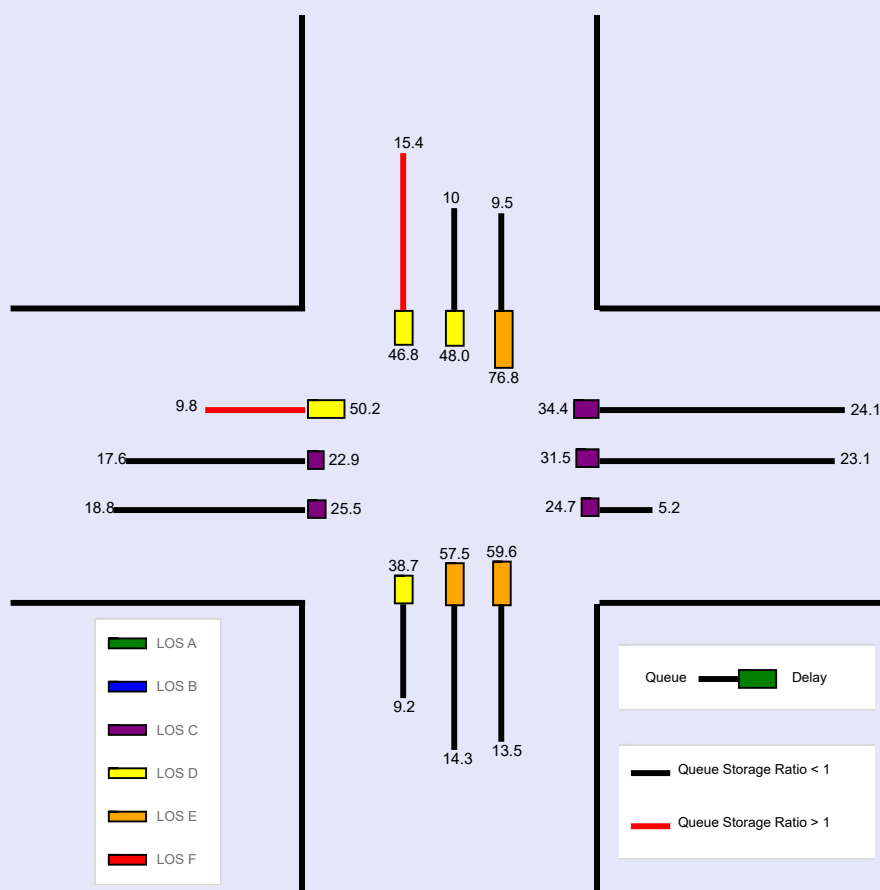 15.4
10
9.5
46.8
48.0
76.8
9.8
50.2
34.4
24.1
17.6
22.9
31.5
23.1
18.8
25.5
24.7
5.2
38.7
57.5
59.6
9.2
14.3
13.5
LOS A
LOS B
LOS C
LOS D
LOS E
LOS F
Queue
Delay
Queue Storage Ratio < 1
Queue Storage Ratio > 1